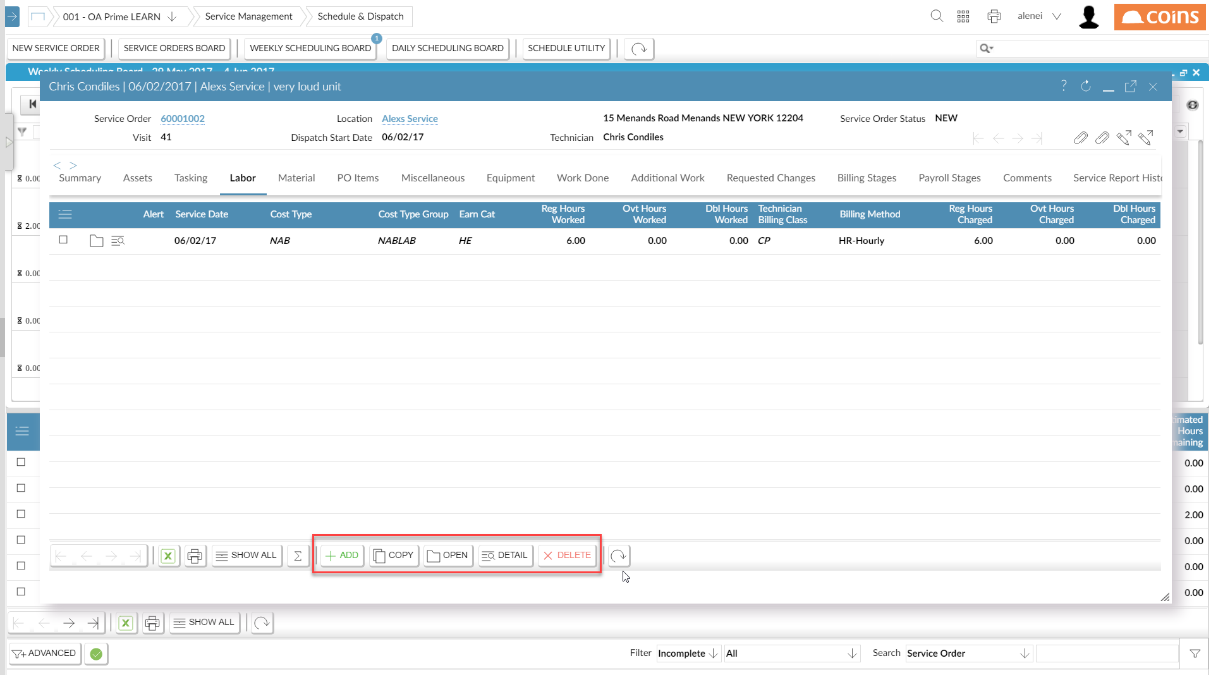 001 - OA Prime LEARN
Service Management
Schedule & Dispatch
alenei
coins
NEW SERVICE ORDER
SERVICE ORDERS BOARD
WEEKLY SCHEDULING BOARD
1
DAILY SCHEDULING BOARD
SCHEDULE UTILITY
Weekly Scheduling Board - 29 May 2017 - 4 Jun 2017
Chris Condiles | 06/02/2017 | Alexs Service | very loud unit
?
Service Order 60001002
Location Alexs Service
15 Menands Road Menands NEW YORK 12204
Service Order Status NEW
Visit 41
Dispatch Start Date 06/02/17
Technician Chris Condiles
< >
Summary Assets Tasking Labor Material PO Items Miscellaneous Equipment Work Done Additional Work Requested Changes Billing Stages Payroll Stages Comments Service Report Histo
Alert Service Date Cost Type Cost Type Group Earn Cat Reg Hours Worked Ovt Hours Worked Dbl Hours Worked Technician Billing Class Billing Method Reg Hours Charged Ovt Hours Charged Dbl Hours Charged
06/02/17 NAB NABLAB HE 6.00 0.00 0.00 CP HR-Hourly 6.00 0.00 0.00
0.00
2.00
0.00
0.00
0.00
SHOW ALL Σ ADD COPY OPEN DETAIL DELETE
imated
Hours
naining
0.00
0.00
2.00
0.00
0.00
0.00
SHOW ALL
ADVANCED
Filter Incomplete All
Search Service Order